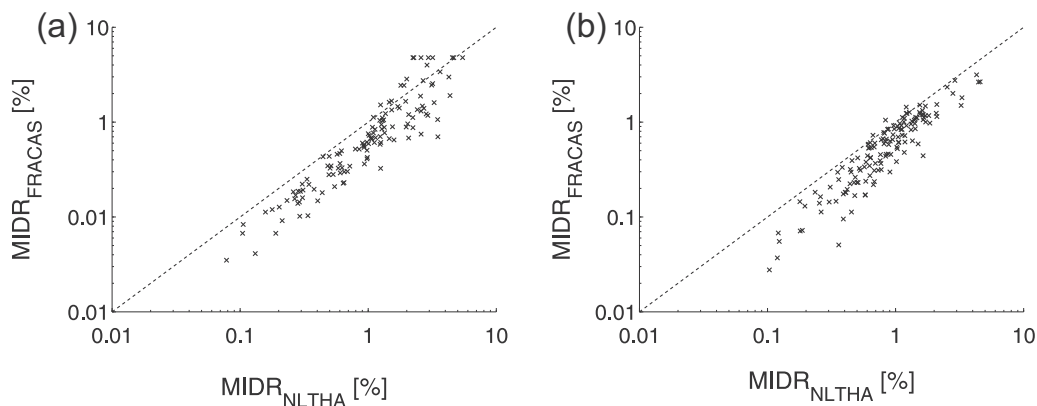 (a)
10
1
0.01
0.01
MIDR_FRACAS [%]
0.01 0.1 1 10
MIDR_NLTHA [%]
(b)
10
1
0.1
0.01
MIDR_FRACAS [%]
0.01 0.1 1 10
MIDR_NLTHA [%]